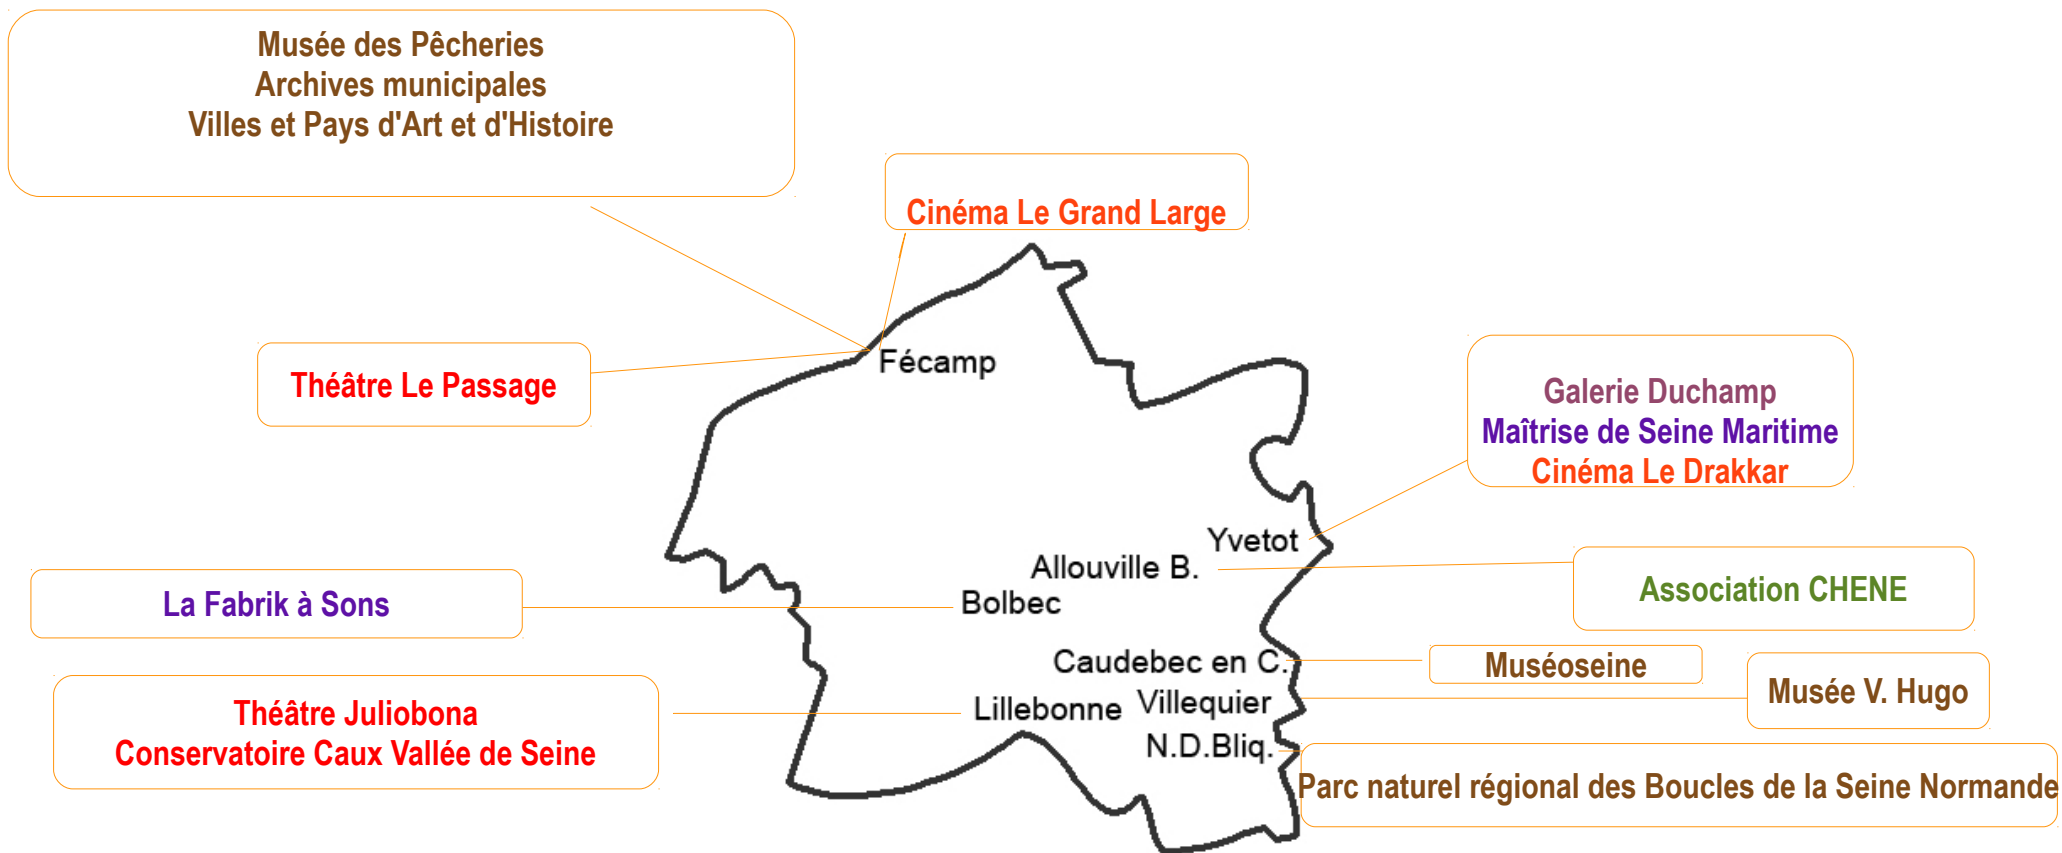 Musée des Pêcheries
Archives municipales
Villes et Pays d'Art et d'Histoire
Cinéma Le Grand Large
Fécamp
Théâtre Le Passage
Galerie Duchamp
Maîtrise de Seine Maritime
Cinéma Le Drakkar
Yvetot
Allouville B.
Association CHENE
La Fabrik à Sons
Bolbec
Caudebec en C.
Muséoseine
Villequier
Musée V. Hugo
Lillebonne
Théâtre Juliobona
Conservatoire Caux Vallée de Seine
N.D.Bliq.
Parc naturel régional des Boucles de la Seine Normande